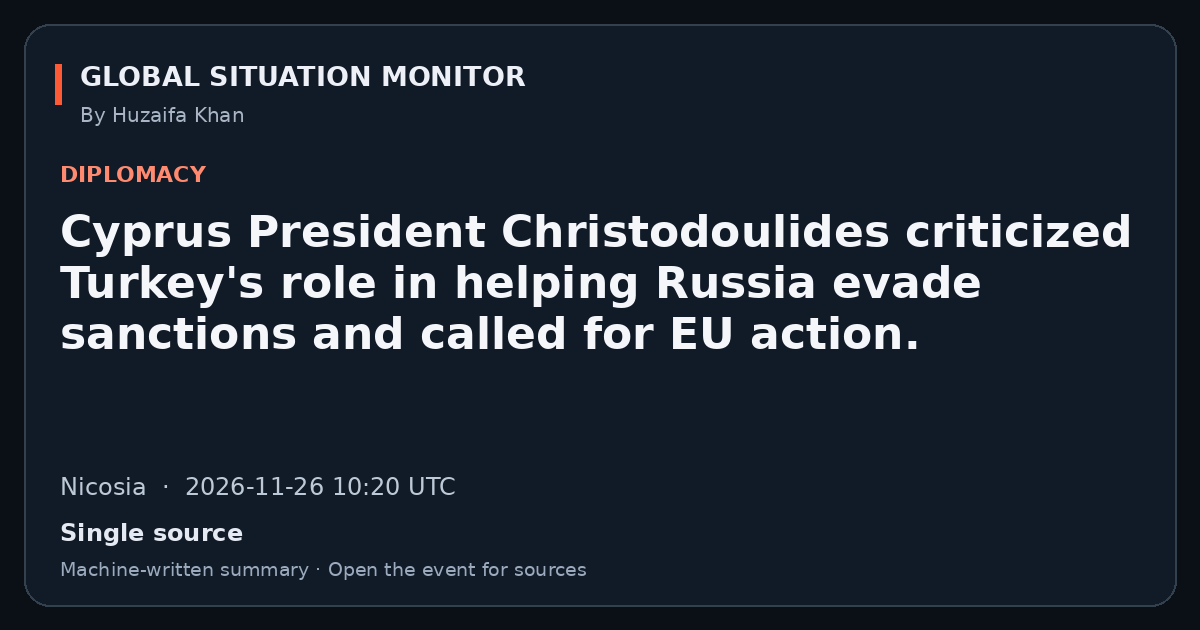 GLOBAL SITUATION MONITOR
By Huzaifa Khan
DIPLOMACY
Cyprus President Christodoulides criticized
Turkey's role in helping Russia evade
sanctions and called for EU action.
Nicosia · 2026-11-26 10:20 UTC
Single source
Machine-written summary · Open the event for sources